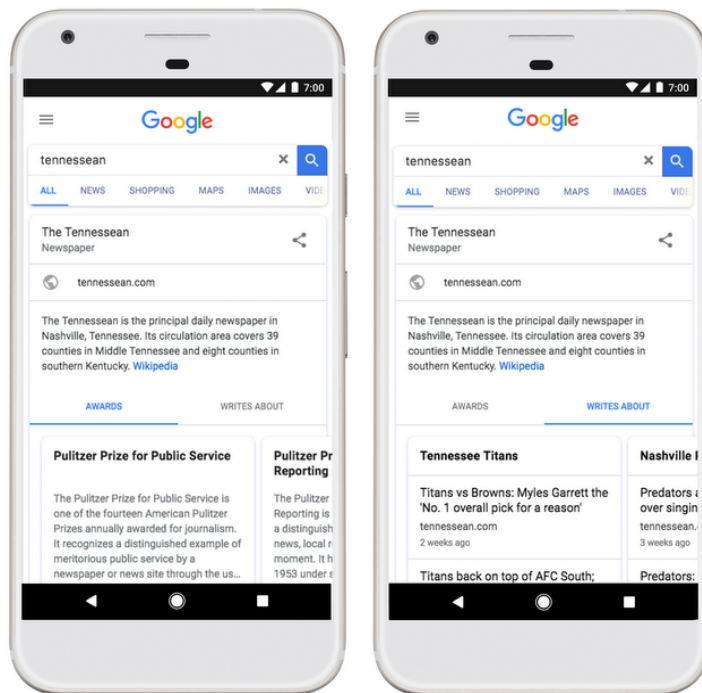 7:00
Google
tennessean
ALL NEWS SHOPPING MAPS IMAGES VIDE
The Tennessean
Newspaper
tennessean.com
The Tennessean is the principal daily newspaper in
Nashville, Tennessee. Its circulation area covers 39
counties in Middle Tennessee and eight counties in
southern Kentucky. Wikipedia
AWARDS WRITES ABOUT
Pulitzer Prize for Public Service
The Pulitzer Prize for Public Service is
one of the fourteen American Pulitzer
Prizes annually awarded for journalism.
It recognizes a distinguished example of
meritorious public service by a
newspaper or news site through the us...
Pulitzer Pr
Reporting
The Pulitzer
Reporting is
a distinguish
news, local r
moment. It h
1953 under s
7:00
Google
tennessean
ALL NEWS SHOPPING MAPS IMAGES VIDE
The Tennessean
Newspaper
tennessean.com
The Tennessean is the principal daily newspaper in
Nashville, Tennessee. Its circulation area covers 39
counties in Middle Tennessee and eight counties in
southern Kentucky. Wikipedia
AWARDS WRITES ABOUT
Tennessee Titans
Titans vs Browns: Myles Garrett the
'No. 1 overall pick for a reason'
tennessean.com
2 weeks ago
Titans back on top of AFC South;
Nashville
Predators a
over singin
tennessean.
3 weeks ago
Predators: